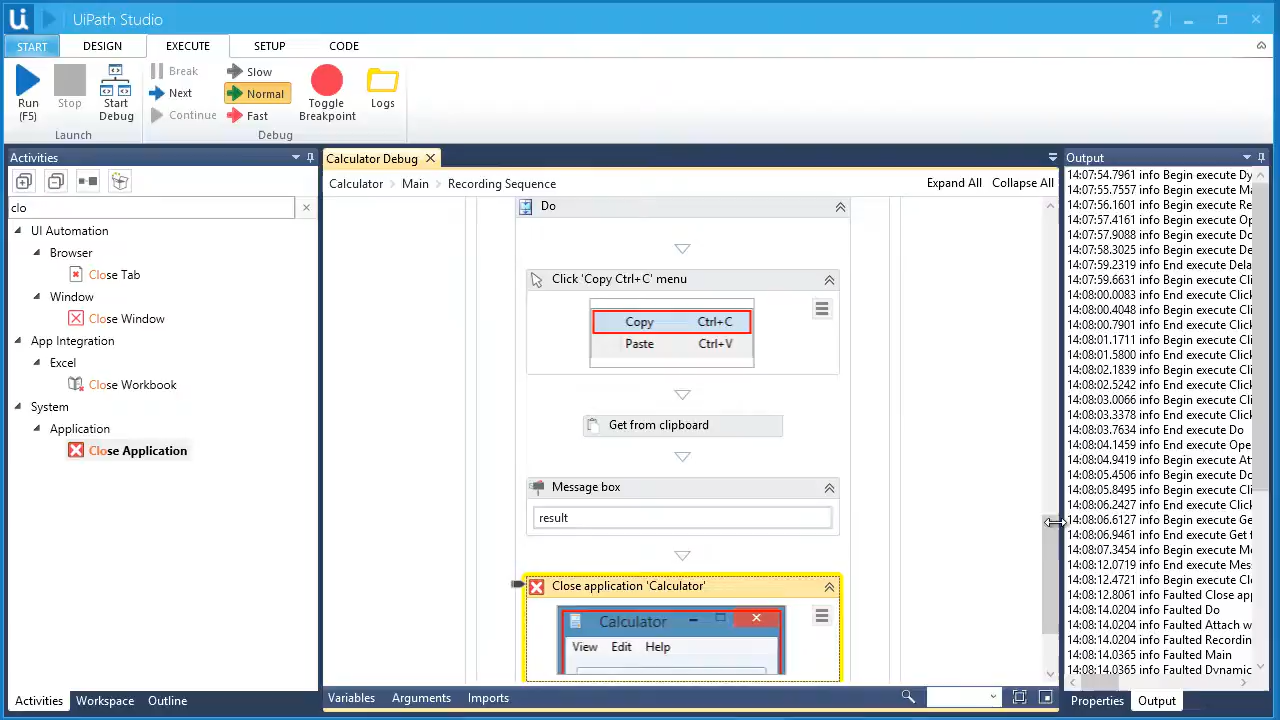 UiPath Studio
START DESIGN EXECUTE SETUP CODE
Run (F5)
Stop
Start Debug
Launch
Break
Next
Continue
Slow
Normal
Fast
Toggle Breakpoint
Logs
Debug
Activities
clo
UI Automation
Browser
Close Tab
Window
Close Window
App Integration
Excel
Close Workbook
System
Application
Close Application
Activities Workspace Outline
Calculator Debug
Calculator Main Recording Sequence
Expand All Collapse All
Do
Click 'Copy Ctrl+C' menu
Copy Ctrl+C
Paste Ctrl+V
Get from clipboard
Message box
result
Close application 'Calculator'
Calculator
View Edit Help
Variables Arguments Imports
Output
14:07:54.7961 info Begin execute Dy
14:07:55.7557 info Begin execute Ma
14:07:56.1601 info Begin execute Re
14:07:57.4161 info Begin execute Op
14:07:57.9088 info Begin execute Do
14:07:58.3025 info Begin execute De
14:07:59.2319 info End execute Dela
14:07:59.6631 info Begin execute Cli
14:08:00.0083 info End execute Click
14:08:00.4048 info Begin execute Cli
14:08:00.7901 info End execute Click
14:08:01.1711 info Begin execute Cli
14:08:01.5800 info End execute Click
14:08:02.1839 info Begin execute Cli
14:08:02.5242 info End execute Click
14:08:03.0066 info Begin execute Cli
14:08:03.3378 info End execute Click
14:08:03.7634 info End execute Do
14:08:04.1459 info End execute Ope
14:08:04.9419 info Begin execute Att
14:08:05.4506 info Begin execute Do
14:08:05.8495 info Begin execute Cli
14:08:06.2427 info End execute Click
14:08:06.6127 info Begin execute Ge
14:08:06.9461 info End execute Get f
14:08:07.3454 info Begin execute Me
14:08:12.0719 info End execute Mes
14:08:12.4721 info Begin execute Clo
14:08:12.8061 info Faulted Close app
14:08:14.0204 info Faulted Do
14:08:14.0204 info Faulted Attach w
14:08:14.0204 info Faulted Recordin
14:08:14.0365 info Faulted Main
14:08:14.0365 info Faulted Dynamic
Properties Output